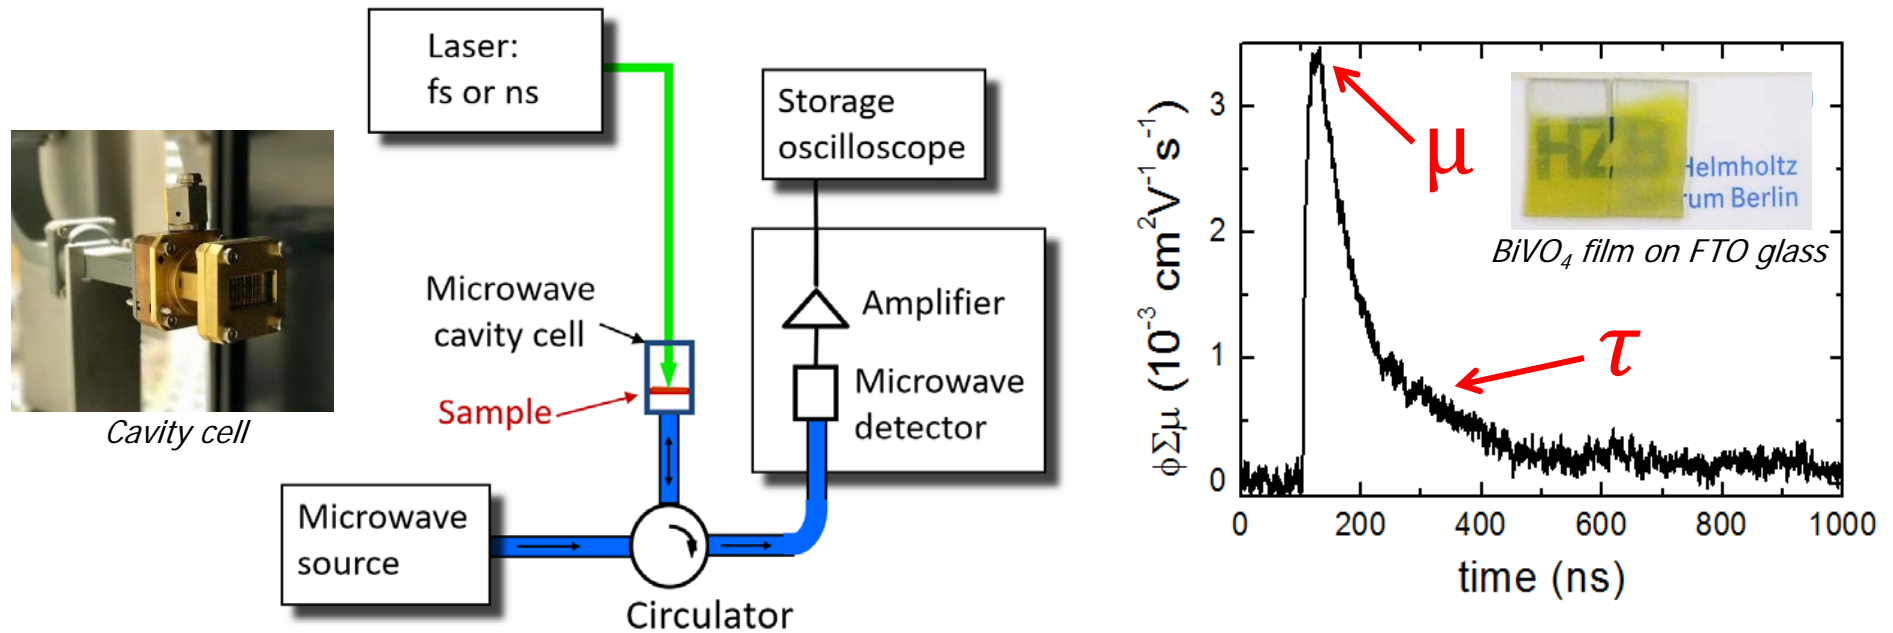 Cavity cell
Laser:
fs or ns
Storage
oscilloscope
Microwave
cavity cell
Sample
Amplifier
Microwave
detector
Microwave
source
Circulator
ϕΣμ (10⁻³ cm²V⁻¹s⁻¹)
3
2
1
0
0 200 400 600 800 1000
time (ns)
μ
τ
HZB
Helmholtz
rum Berlin
BiVO₄ film on FTO glass